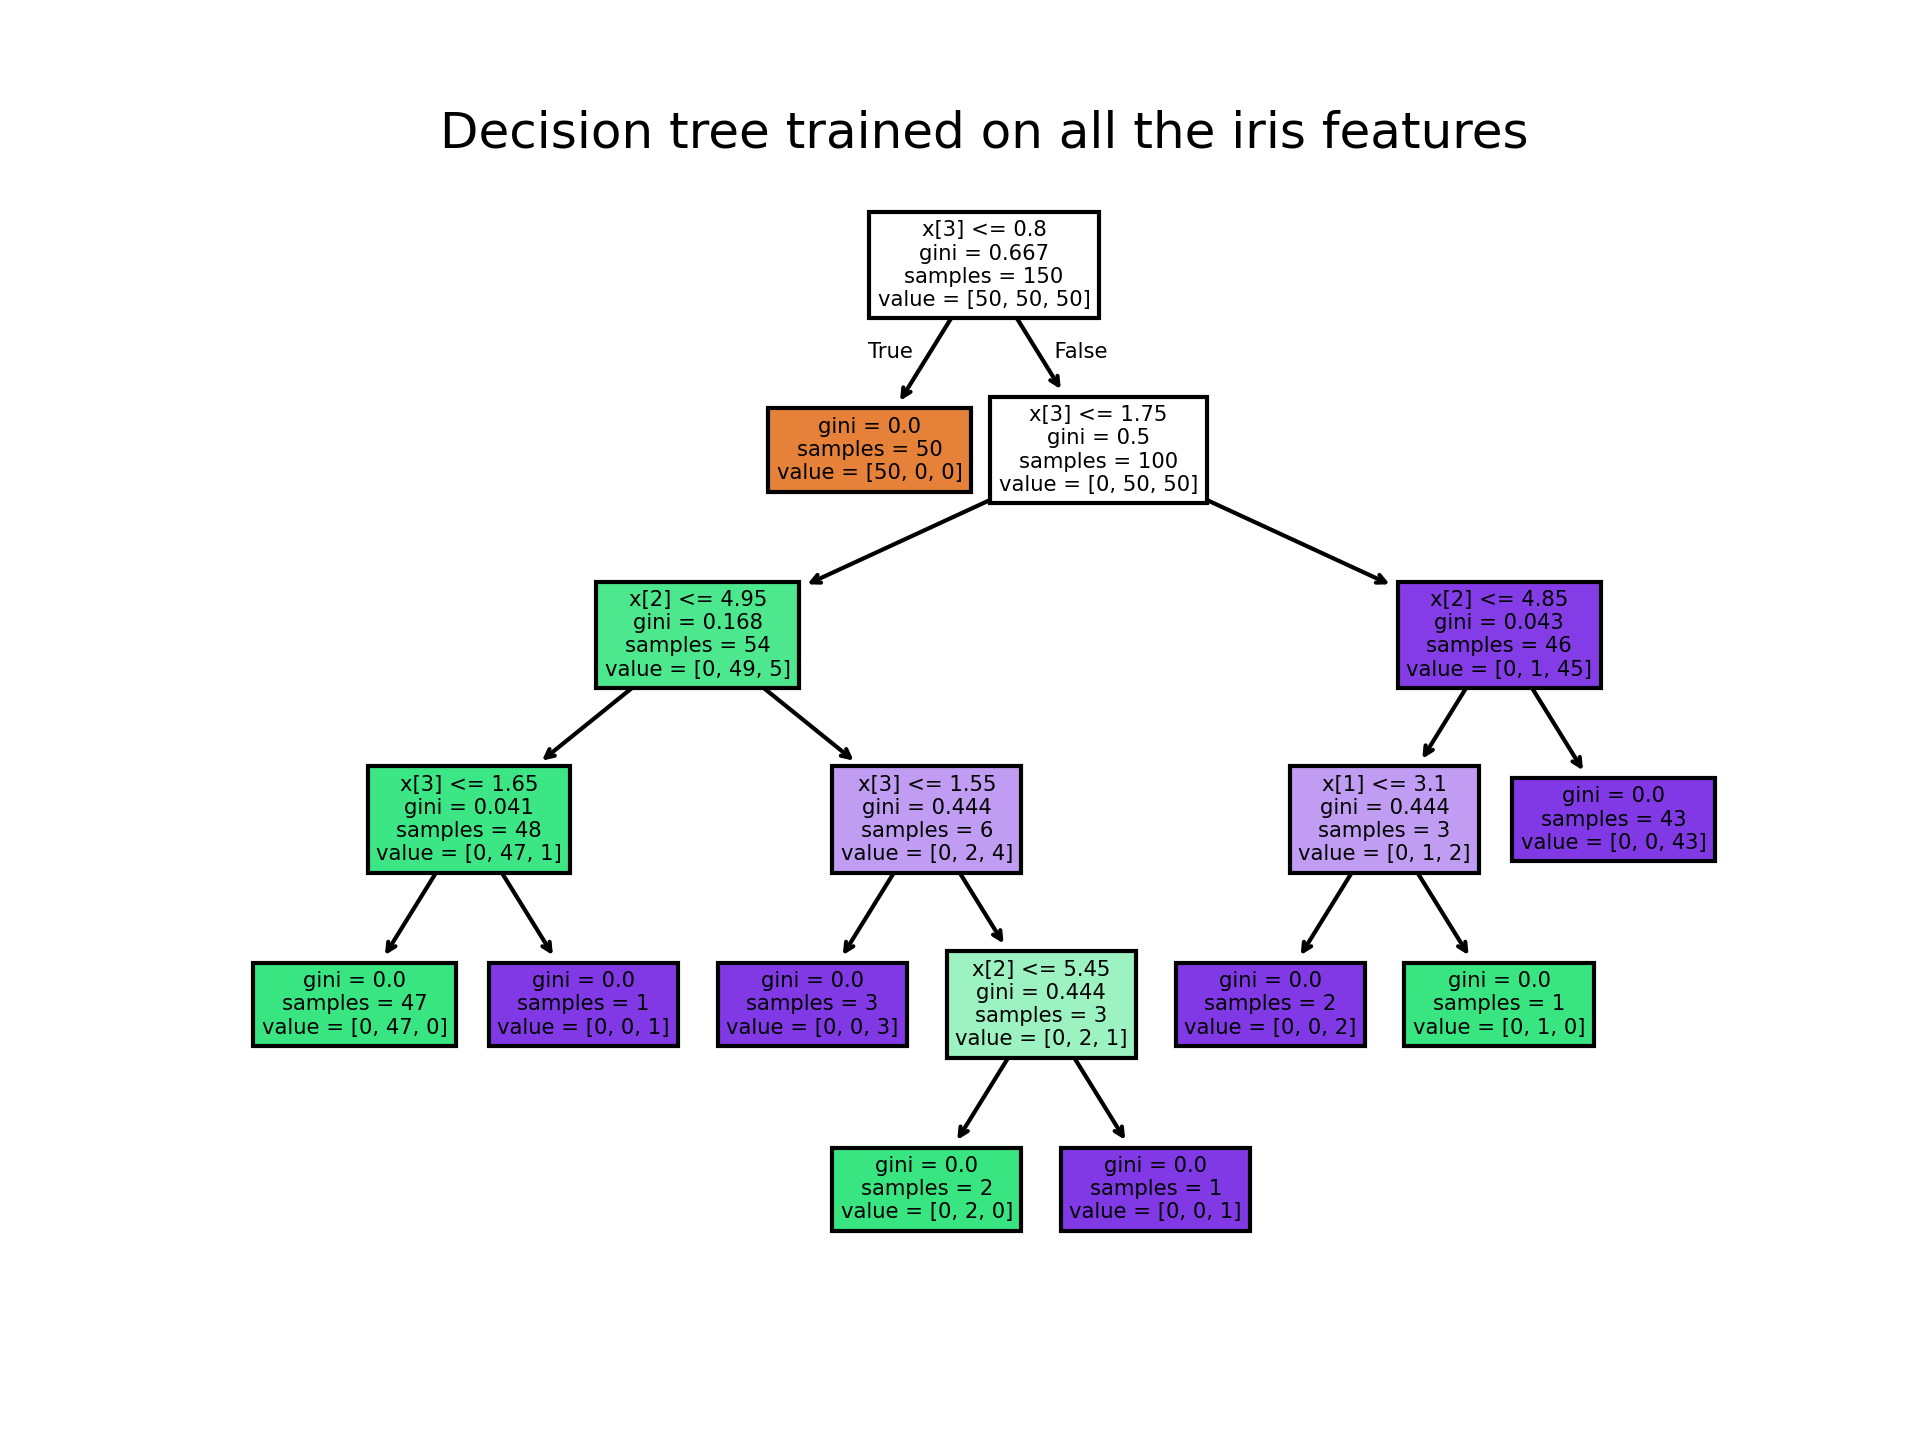 Decision tree trained on all the iris features
x[3] <= 0.8
gini = 0.667
samples = 150
value = [50, 50, 50]
True
False
gini = 0.0
samples = 50
value = [50, 0, 0]
x[3] <= 1.75
gini = 0.5
samples = 100
value = [0, 50, 50]
x[2] <= 4.95
gini = 0.168
samples = 54
value = [0, 49, 5]
x[2] <= 4.85
gini = 0.043
samples = 46
value = [0, 1, 45]
x[3] <= 1.65
gini = 0.041
samples = 48
value = [0, 47, 1]
x[3] <= 1.55
gini = 0.444
samples = 6
value = [0, 2, 4]
x[1] <= 3.1
gini = 0.444
samples = 3
value = [0, 1, 2]
gini = 0.0
samples = 43
value = [0, 0, 43]
gini = 0.0
samples = 47
value = [0, 47, 0]
gini = 0.0
samples = 1
value = [0, 0, 1]
gini = 0.0
samples = 3
value = [0, 0, 3]
x[2] <= 5.45
gini = 0.444
samples = 3
value = [0, 2, 1]
gini = 0.0
samples = 2
value = [0, 0, 2]
gini = 0.0
samples = 1
value = [0, 1, 0]
gini = 0.0
samples = 2
value = [0, 2, 0]
gini = 0.0
samples = 1
value = [0, 0, 1]